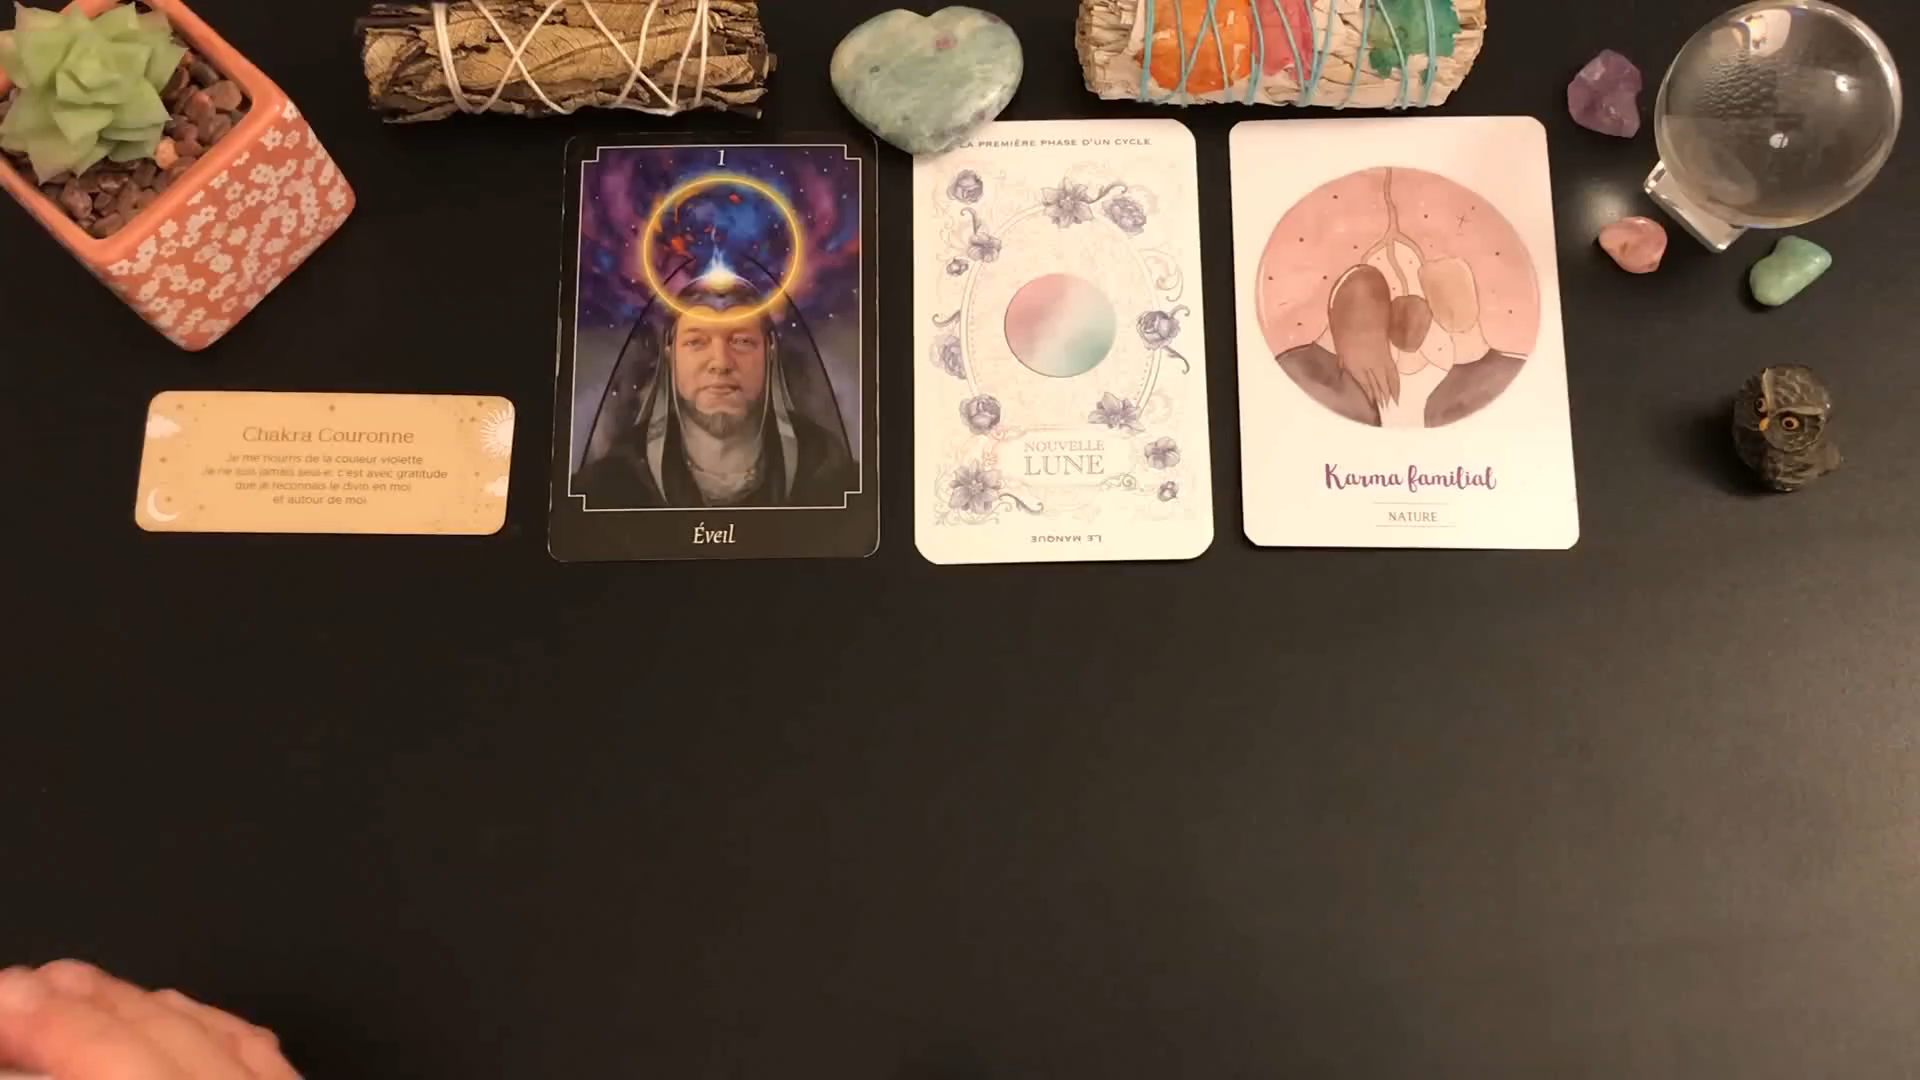 Chakra Couronne
Je me nourris de la couleur violette
Je ne suis jamais seul·e, c'est avec gratitude
que je reconnais le divin en moi
et autour de moi
1
Éveil
LA PREMIÈRE PHASE D'UN CYCLE
NOUVELLE
LUNE
LE MANQUE
Karma familial
NATURE